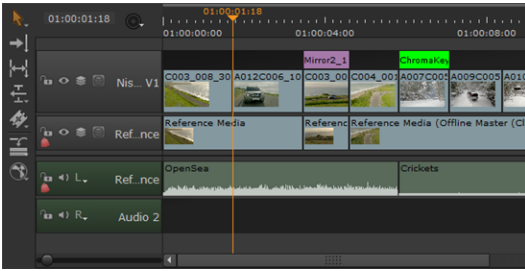 01:00:01:18
01:00:01:18
01:00:00:00
01:00:04:00
01:00:08:00
Mirror2_1
ChromaKey
Nis... V1
C003_008_30
A012C006_10
C003_00
C004_001
A007C005
A009C005
A010
Ref...nce
Reference Media
Referenc
Reference Media (Offline Master (Cl
L
Ref...nce
OpenSea
Crickets
R
Audio 2